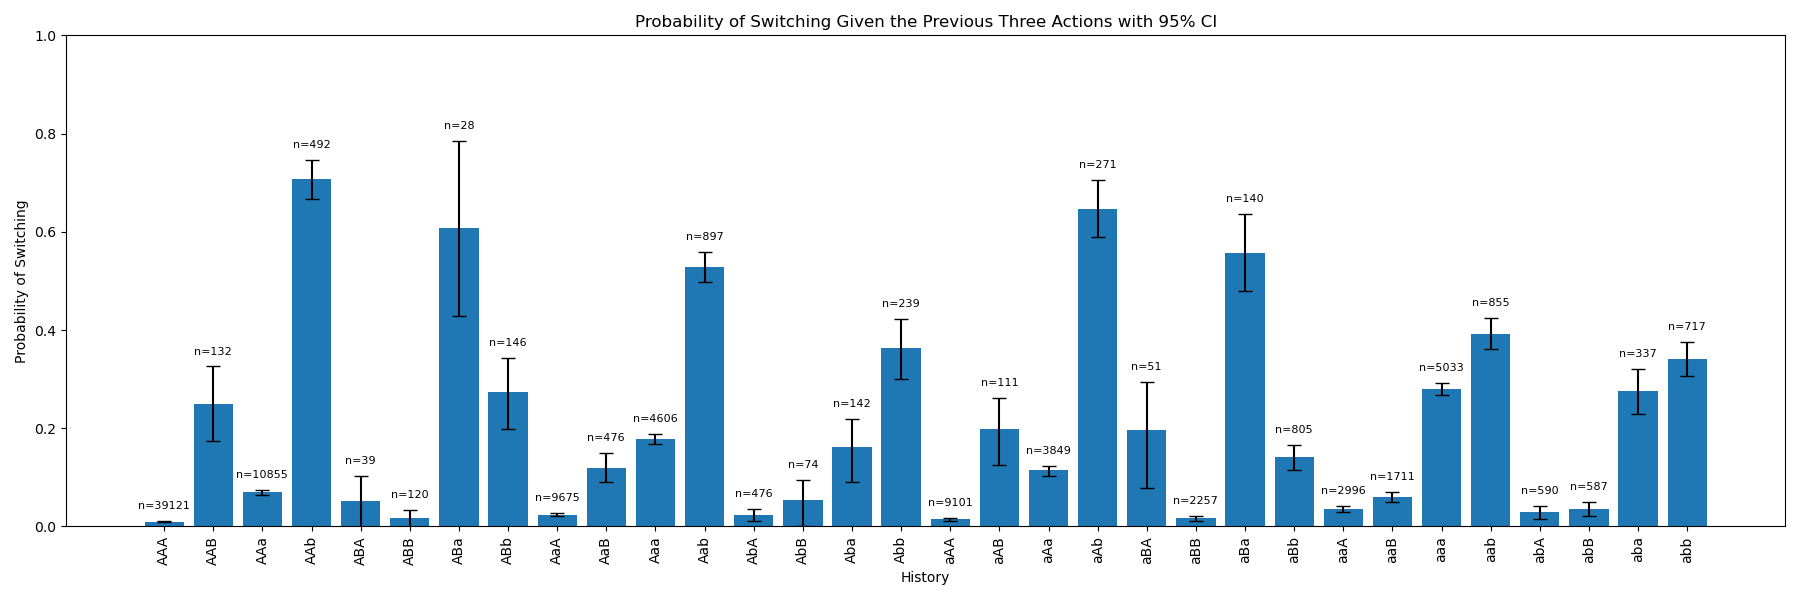 Probability of Switching Given the Previous Three Actions with 95% CI
Probability of Switching
1.0
0.8
0.6
0.4
0.2
0.0
n=39121
n=132
n=10855
n=492
n=39
n=120
n=28
n=146
n=9675
n=476
n=4606
n=897
n=476
n=74
n=142
n=239
n=9101
n=111
n=3849
n=271
n=51
n=2257
n=140
n=805
n=2996
n=1711
n=5033
n=855
n=590
n=587
n=337
n=717
AAA
AAB
AAa
AAb
ABA
ABB
ABa
ABb
AaA
AaB
Aaa
Aab
AbA
AbB
Aba
Abb
aAA
aAB
aAa
aAb
aBA
aBB
aBa
aBb
aaA
aaB
aaa
aab
abA
abB
aba
abb
History